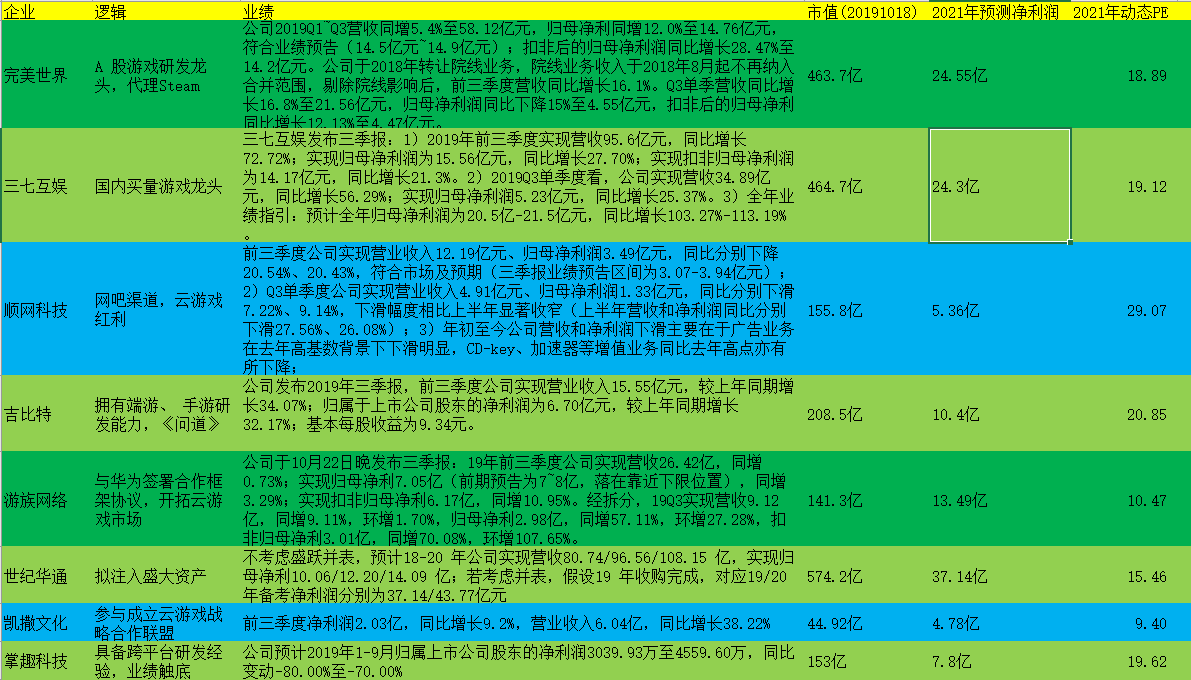 企业 逻辑 业绩 市值(20191018) 2021年预测净利润 2021年动态PE
完美世界
A 股游戏研发龙
头，代理Steam
公司2019Q1~Q3营收同增5.4%至58.12亿元，归母净利同增12.0%至14.76亿元，
符合业绩预告（14.5亿元~14.9亿元）；扣非后的归母净利润同比增长28.47%至
14.2亿元。公司于2018年转让院线业务，院线业务收入于2018年8月起不再纳入
合并范围，剔除院线影响后，前三季度营收同比增长16.1%。Q3单季营收同比增
长16.8%至21.56亿元，归母净利润同比下降15%至4.55亿元，扣非后的归母净利
同比增长12.13%至4.47亿元。
463.7亿 24.55亿 18.89
三七互娱
国内买量游戏龙头
三七互娱发布三季报：1）2019年前三季度实现营收95.6亿元，同比增长
72.72%；实现归母净利润为15.56亿元，同比增长27.70%；实现扣非归母净利润
为14.17亿元，同比增长21.3%。2）2019Q3单季度看，公司实现营收34.89亿
元，同比增长56.29%；实现归母净利润5.23亿元，同比增长25.37%。3）全年业
绩指引：预计全年归母净利润为20.5亿-21.5亿元，同比增长103.27%-113.19%
。
464.7亿 24.3亿 19.12
顺网科技
网吧渠道，云游戏
红利
前三季度公司实现营业收入12.19亿元、归母净利润3.49亿元，同比分别下降
20.54%、20.43%，符合市场及预期（三季报业绩预告区间为3.07-3.94亿元）；
2）Q3单季度公司实现营业收入4.91亿元、归母净利润1.33亿元，同比分别下滑
7.22%、9.14%，下滑幅度相比上半年显著收窄（上半年营收和净利润同比分别
下滑27.56%、26.08%）；3）年初至今公司营收和净利润下滑主要在于广告业务
在去年高基数背景下下滑明显，CD-key、加速器等增值业务同比去年高点亦有
所下降；
155.8亿 5.36亿 29.07
吉比特
拥有端游、 手游研
发能力，《问道》
公司发布2019年三季报，前三季度公司实现营业收入15.55亿元，较上年同期增
长34.07%；归属于上市公司股东的净利润为6.70亿元，较上年同期增长
32.17%；基本每股收益为9.34元。
208.5亿 10.4亿 20.85
游族网络
与华为签署合作框
架协议，开拓云游
戏市场
公司于10月22日晚发布三季报：19年前三季度公司实现营收26.42亿，同增
0.73%；实现归母净利7.05亿（前期预告为7~8亿，落在靠近下限位置），同增
3.29%；实现扣非归母净利6.17亿，同增10.95%。经拆分，19Q3实现营收9.12
亿，同增9.11%，环增1.70%，归母净利2.98亿，同增57.11%，环增27.28%，扣
非归母净利3.01亿，同增70.08%，环增107.65%。
141.3亿 13.49亿 10.47
世纪华通
拟注入盛大资产
不考虑盛跃并表，预计18-20 年公司实现营收80.74/96.56/108.15 亿，实现归
母净利10.06/12.20/14.09 亿；若考虑并表，假设19 年收购完成，对应19/20
年备考净利润分别为37.14/43.77亿元
574.2亿 37.14亿 15.46
凯撒文化
参与成立云游戏战
略合作联盟
前三季度净利润2.03亿，同比增长9.2%，营业收入6.04亿，同比增长38.22%
44.92亿 4.78亿 9.40
掌趣科技
具备跨平台研发经
验，业绩触底
公司预计2019年1-9月归属上市公司股东的净利润3039.93万至4559.60万，同比
变动-80.00%至-70.00%
153亿 7.8亿 19.62